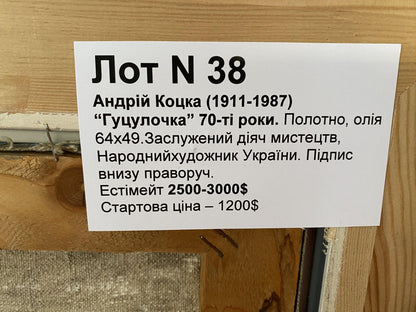 Лот N 38
Андрій Коцка (1911-1987)
“Гуцулочка” 70-ті роки. Полотно, олія
64х49.Заслужений діяч мистецтв,
Народнийхудожник України. Підпис
внизу праворуч.
Естімейт 2500-3000$
Стартова ціна – 1200$